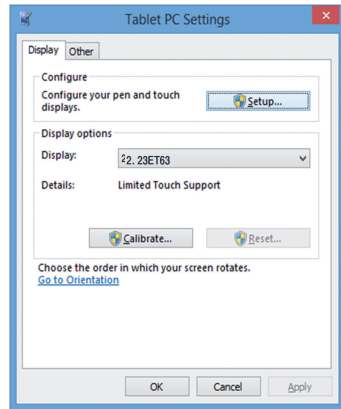 Tablet PC Settings
Display Other
Configure
Configure your pen and touch
displays.
Setup...
Display options
Display: 22. 23ET63
Details: Limited Touch Support
Calibrate... Reset...
Choose the order in which your screen rotates.
Go to Orientation
OK Cancel Apply